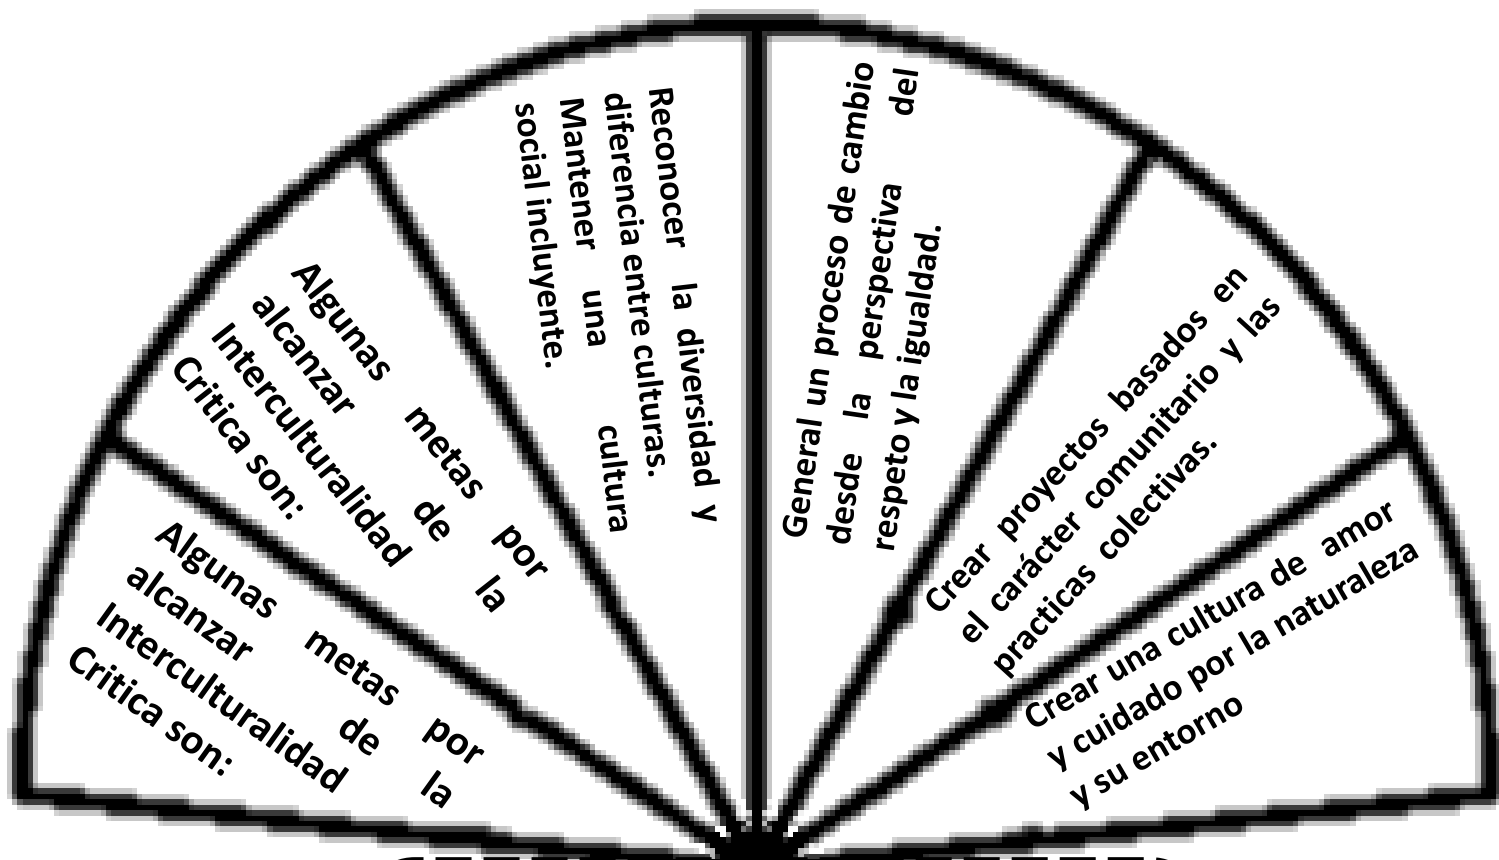 Algunas metas por
alcanzar de la
Interculturalidad
Critica son:
Algunas metas por
alcanzar de la
Interculturalidad
Critica son:
Reconocer la diversidad y
diferencia entre culturas.
Mantener una cultura
social incluyente.
General un proceso de cambio
desde la perspectiva del
respeto y la igualdad.
Crear proyectos basados en
el carácter comunitario y las
practicas colectivas.
Crear una cultura de amor
y cuidado por la naturaleza
y su entorno